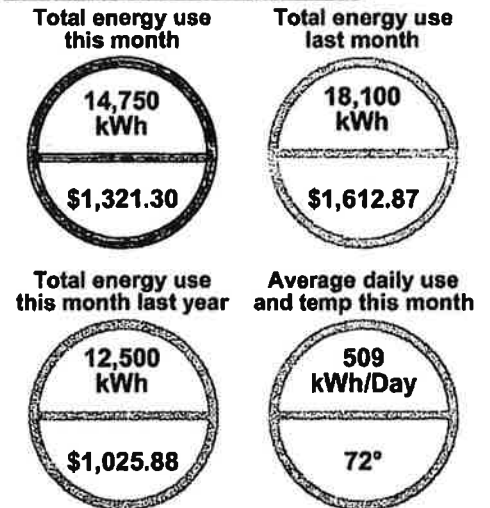 Total energy use
this month
14,750
kWh
$1,321.30
Total energy use
last month
18,100
kWh
$1,612.87
Total energy use
this month last year
12,500
kWh
$1,025.88
Average daily use
and temp this month
509
kWh/Day
72°